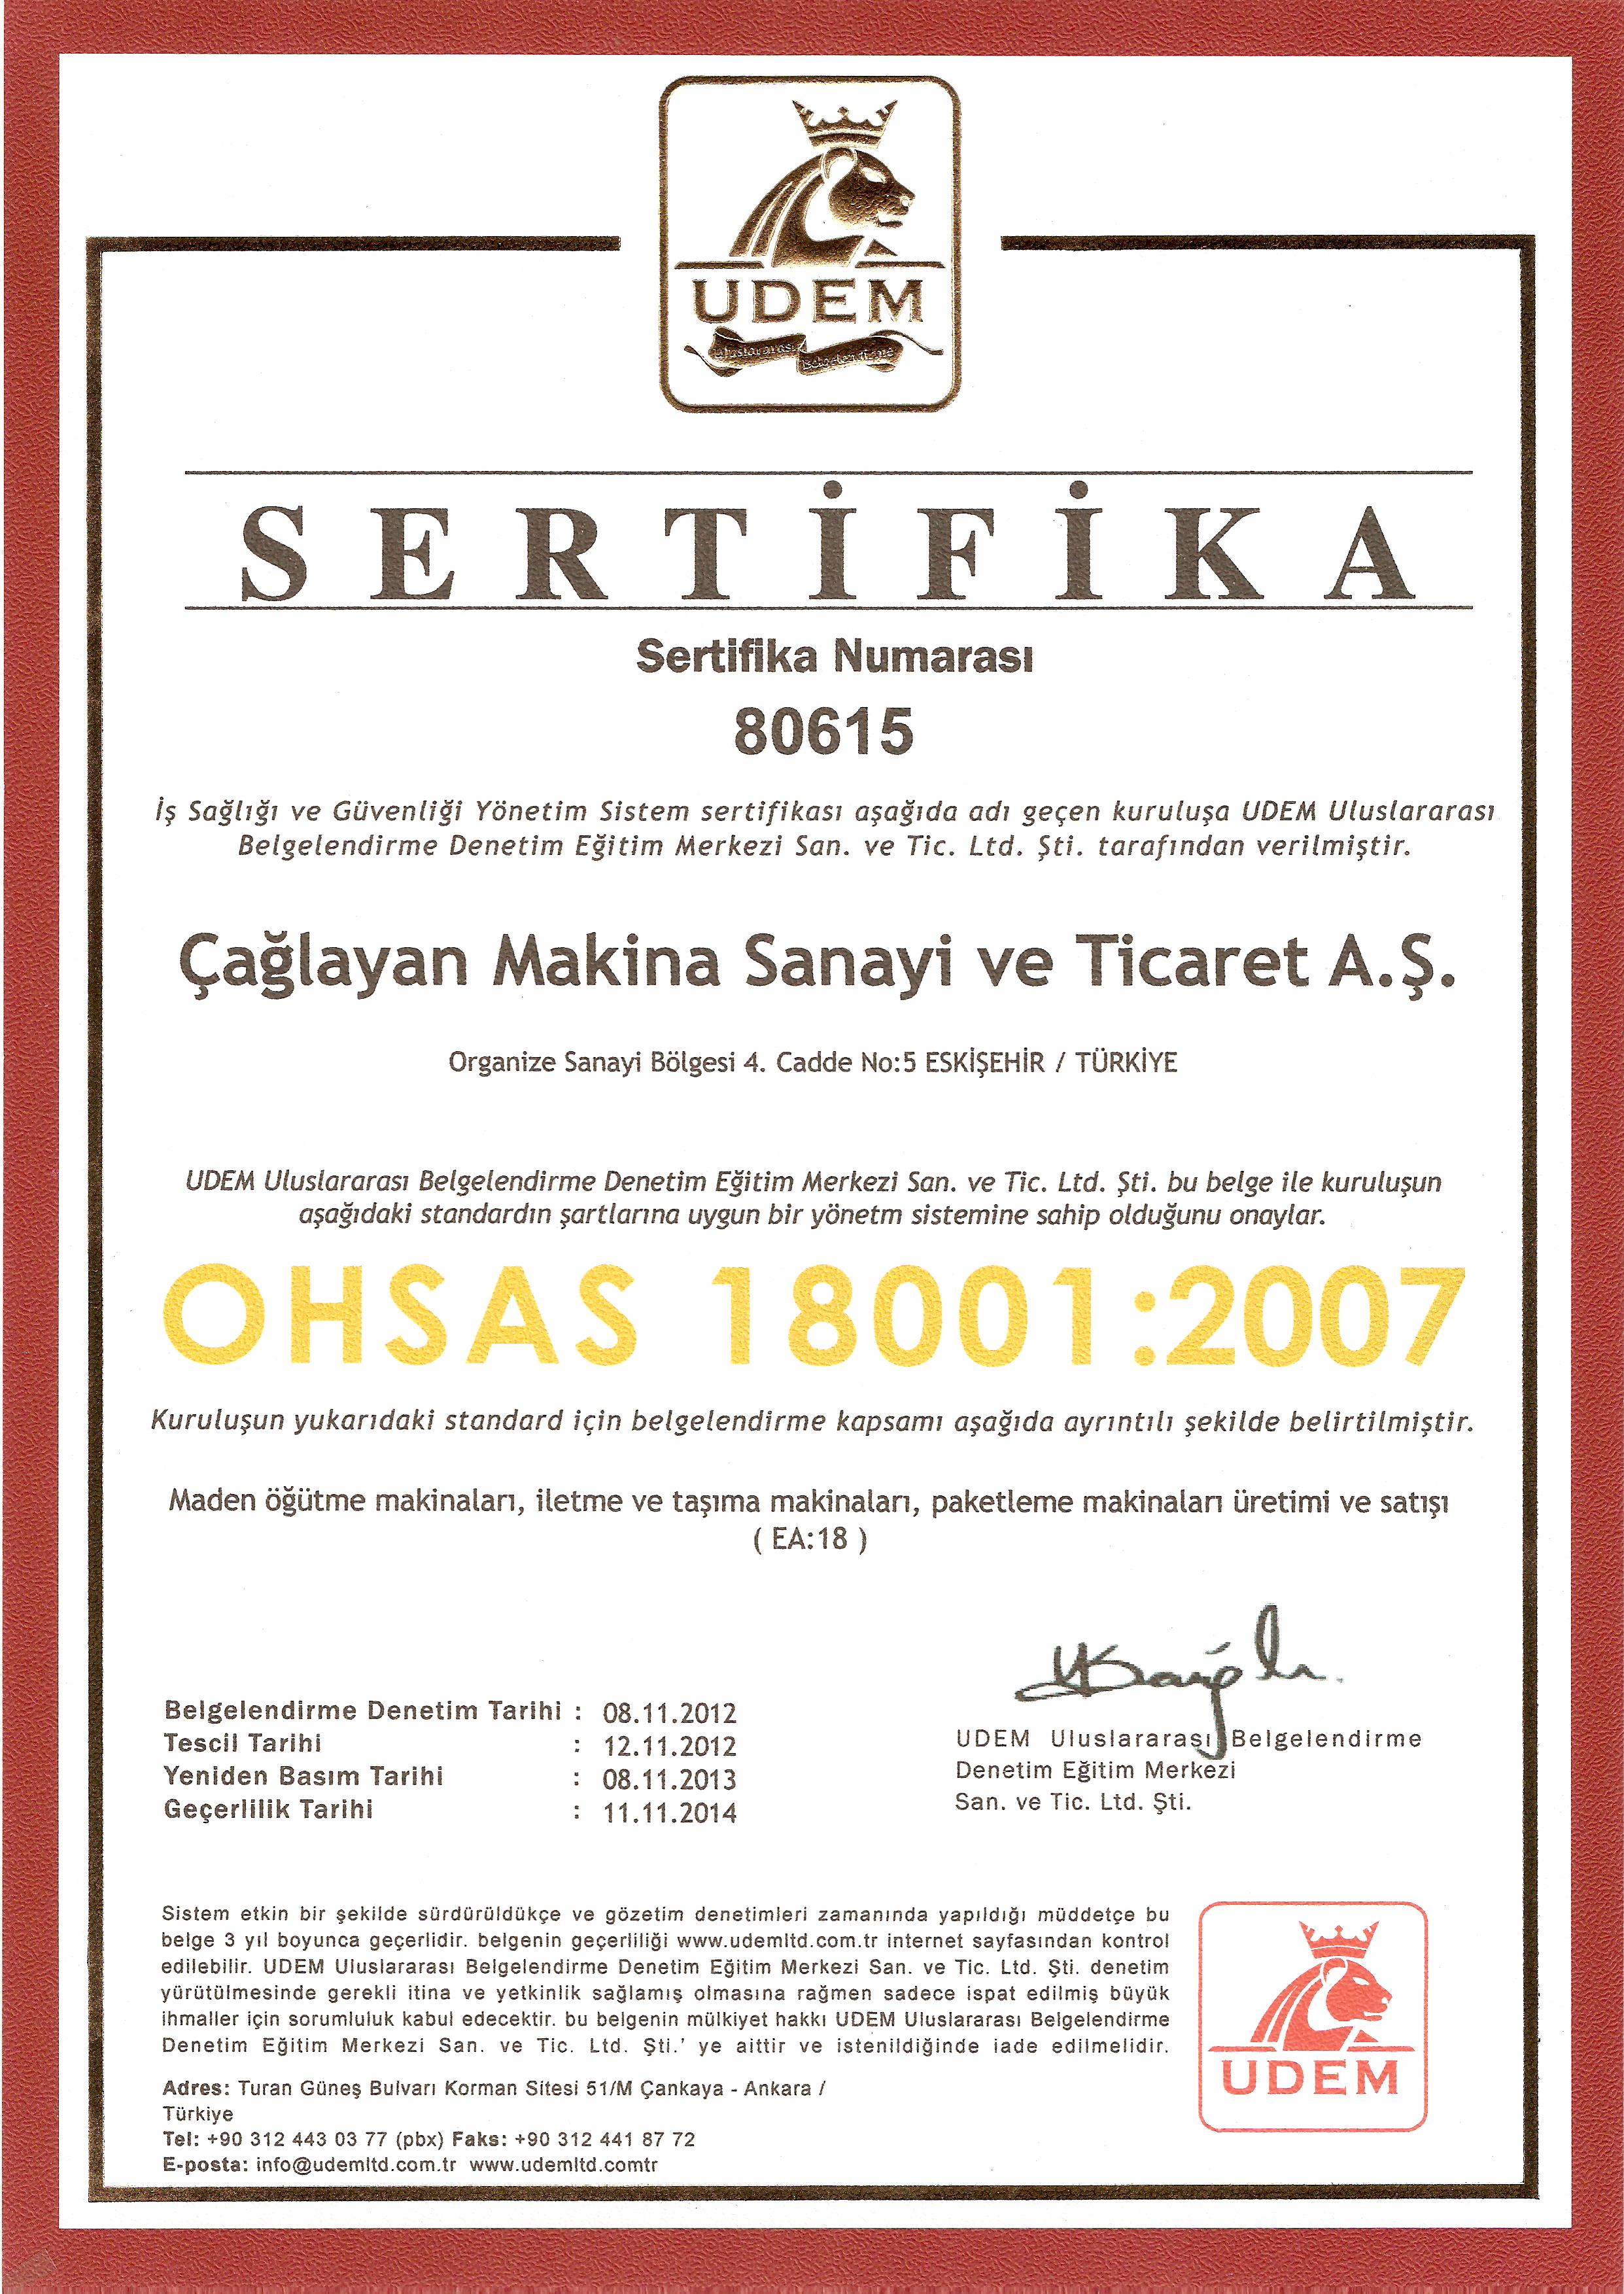 UDEM
Uluslararası Belgelendirme
SERTİFİKA
Sertifika Numarası
80615
İş Sağlığı ve Güvenliği Yönetim Sistem sertifikası aşağıda adı geçen kuruluşa UDEM Uluslararası
Belgelendirme Denetim Eğitim Merkezi San. ve Tic. Ltd. Şti. tarafından verilmiştir.
Çağlayan Makina Sanayi ve Ticaret A.Ş.
Organize Sanayi Bölgesi 4. Cadde No:5 ESKİŞEHİR / TÜRKİYE
UDEM Uluslararası Belgelendirme Denetim Eğitim Merkezi San. ve Tic. Ltd. Şti. bu belge ile kuruluşun
aşağıdaki standardın şartlarına uygun bir yönetm sistemine sahip olduğunu onaylar.
OHSAS 18001:2007
Kuruluşun yukarıdaki standard için belgelendirme kapsamı aşağıda ayrıntılı şekilde belirtilmiştir.
Maden öğütme makinaları, iletme ve taşıma makinaları, paketleme makinaları üretimi ve satışı
( EA:18 )
Belgelendirme Denetim Tarihi : 08.11.2012
Tescil Tarihi : 12.11.2012
Yeniden Basım Tarihi : 08.11.2013
Geçerlilik Tarihi : 11.11.2014
UDEM Uluslararası Belgelendirme
Denetim Eğitim Merkezi
San. ve Tic. Ltd. Şti.
Sistem etkin bir şekilde sürdürüldükçe ve gözetim denetimleri zamanında yapıldığı müddetçe bu
belge 3 yıl boyunca geçerlidir. belgenin geçerliliği www.udemltd.com.tr internet sayfasından kontrol
edilebilir. UDEM Uluslararası Belgelendirme Denetim Eğitim Merkezi San. ve Tic. Ltd. Şti. denetim
yürütülmesinde gerekli itina ve yetkinlik sağlamış olmasına rağmen sadece ispat edilmiş büyük
ihmaller için sorumluluk kabul edecektir. bu belgenin mülkiyet hakkı UDEM Uluslararası Belgelendirme
Denetim Eğitim Merkezi San. ve Tic. Ltd. Şti.' ye aittir ve istenildiğinde iade edilmelidir.
Adres: Turan Güneş Bulvarı Korman Sitesi 51/M Çankaya - Ankara /
Türkiye
Tel: +90 312 443 03 77 (pbx) Faks: +90 312 441 87 72
E-posta: info@udemltd.com.tr www.udemltd.comtr
UDEM